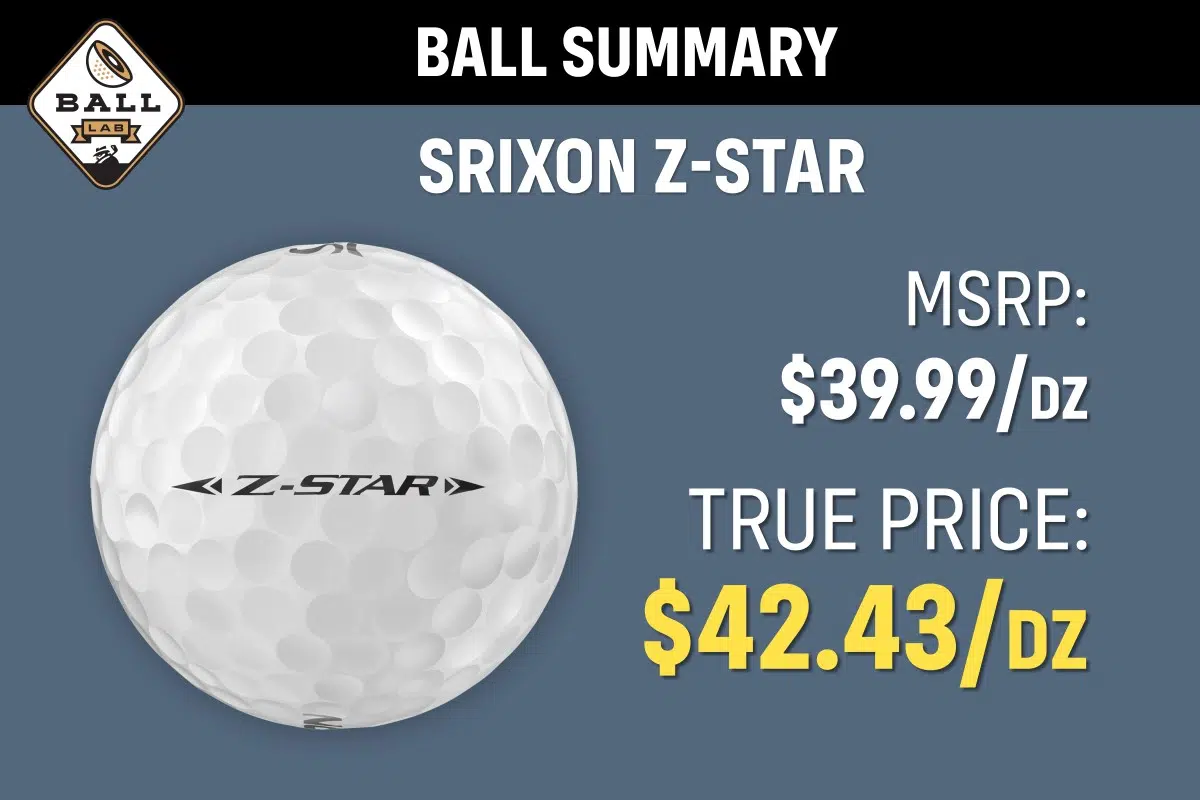 BALL SUMMARY
BALL
LAB
SRIXON Z-STAR
MSRP:
$39.99/DZ
Z-STAR
TRUE PRICE:
$42.43/DZ